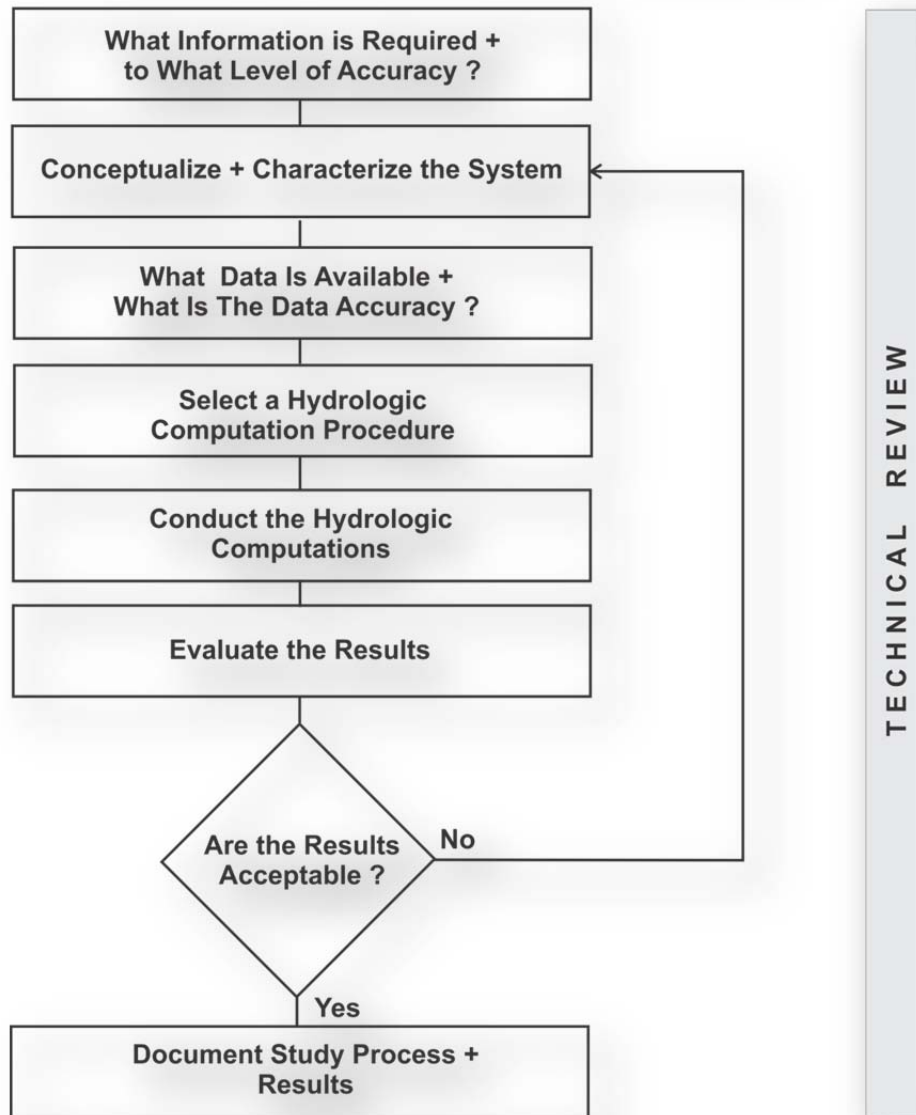 What Information is Required +
to What Level of Accuracy ?
Conceptualize + Characterize the System
What Data Is Available +
What Is The Data Accuracy ?
Select a Hydrologic
Computation Procedure
Conduct the Hydrologic
Computations
Evaluate the Results
Are the Results
Acceptable ?
No
Yes
Document Study Process +
Results
TECHNICAL REVIEW